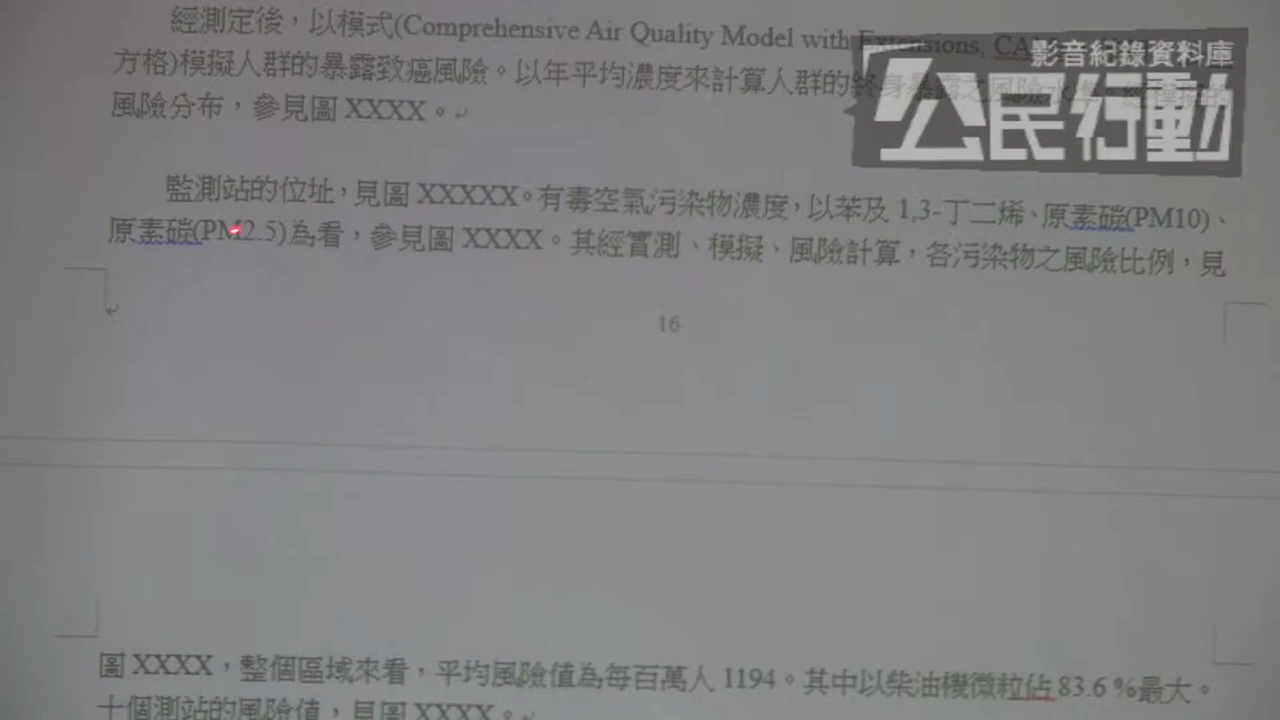 經測定後，以模式(Comprehensive Air Quality Model with Extensions,
影音紀錄資料庫
公民行動
方格)模擬人群的暴露致癌風險。以年平均濃度來計算人群的終身暴露之風險
風險分布，參見圖 XXXX。
監測站的位址，見圖 XXXXX。有毒空氣污染物濃度，以苯及 1,3-丁二烯、原素碳(PM10)、
原素碳(PM2.5)為看，參見圖 XXXX。其經實測、模擬、風險計算，各污染物之風險比例，見
16
圖 XXXX，整個區域來看，平均風險值為每百萬人 1194。其中以柴油機微粒佔 83.6 %最大。
十個測站的風險值，見圖 XXXX。